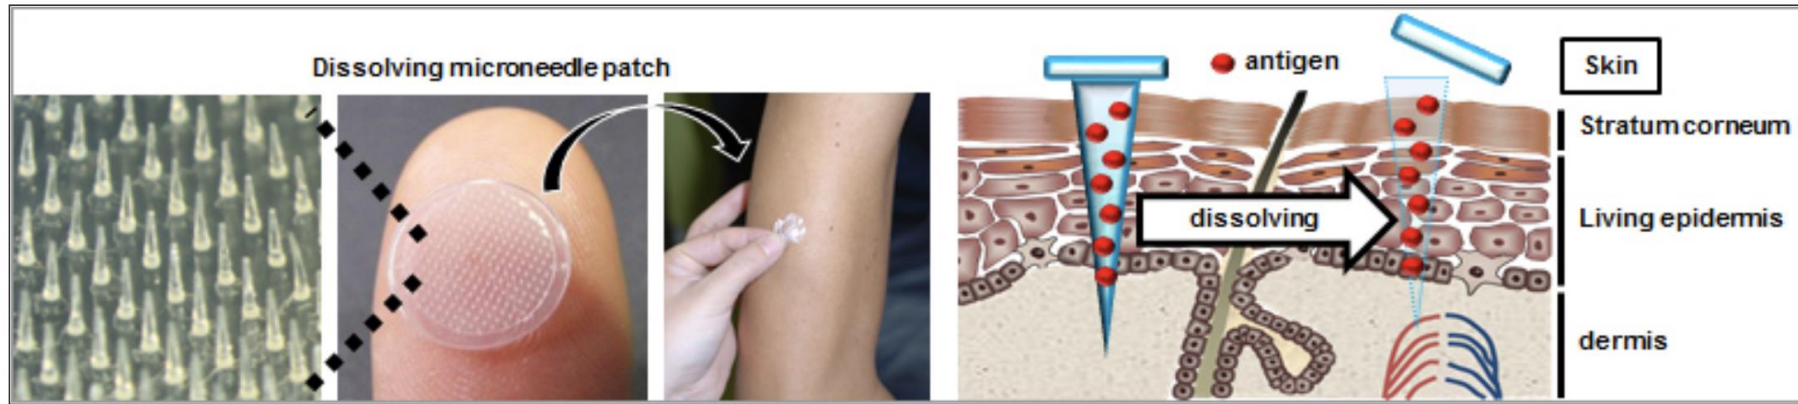 Dissolving microneedle patch
antigen
Skin
Stratum corneum
dissolving
Living epidermis
dermis